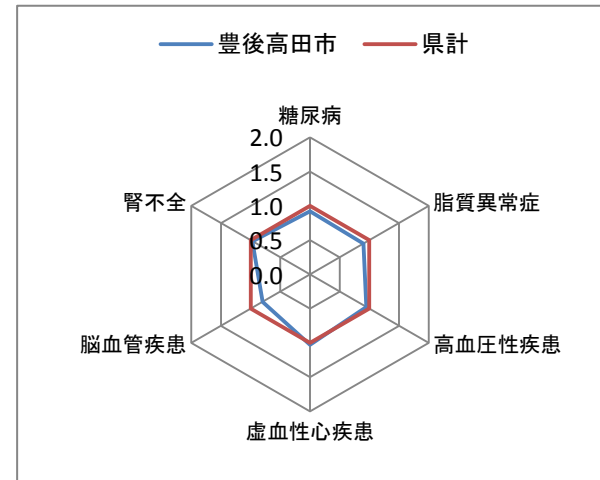 豊後高田市 県計
糖尿病
2.0
1.5
1.0
0.5
0.0
脂質異常症
高血圧性疾患
虚血性心疾患
脳血管疾患
腎不全